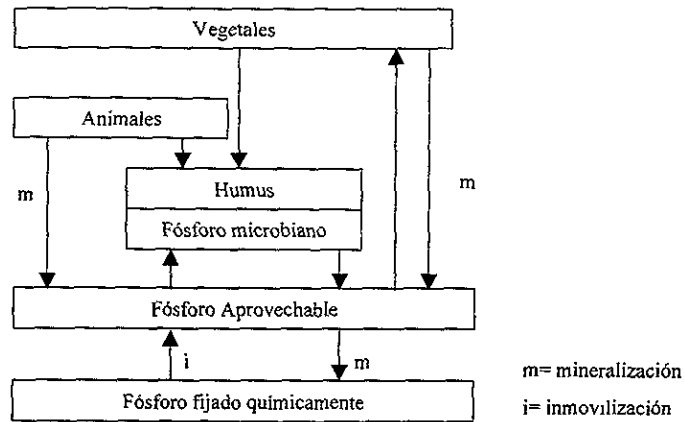 Vegetales
Animales
m
m
Humus
Fósforo microbiano
Fósforo Aprovechable
i
m
Fósforo fijado químicamente
m= mineralización
i= inmovilización